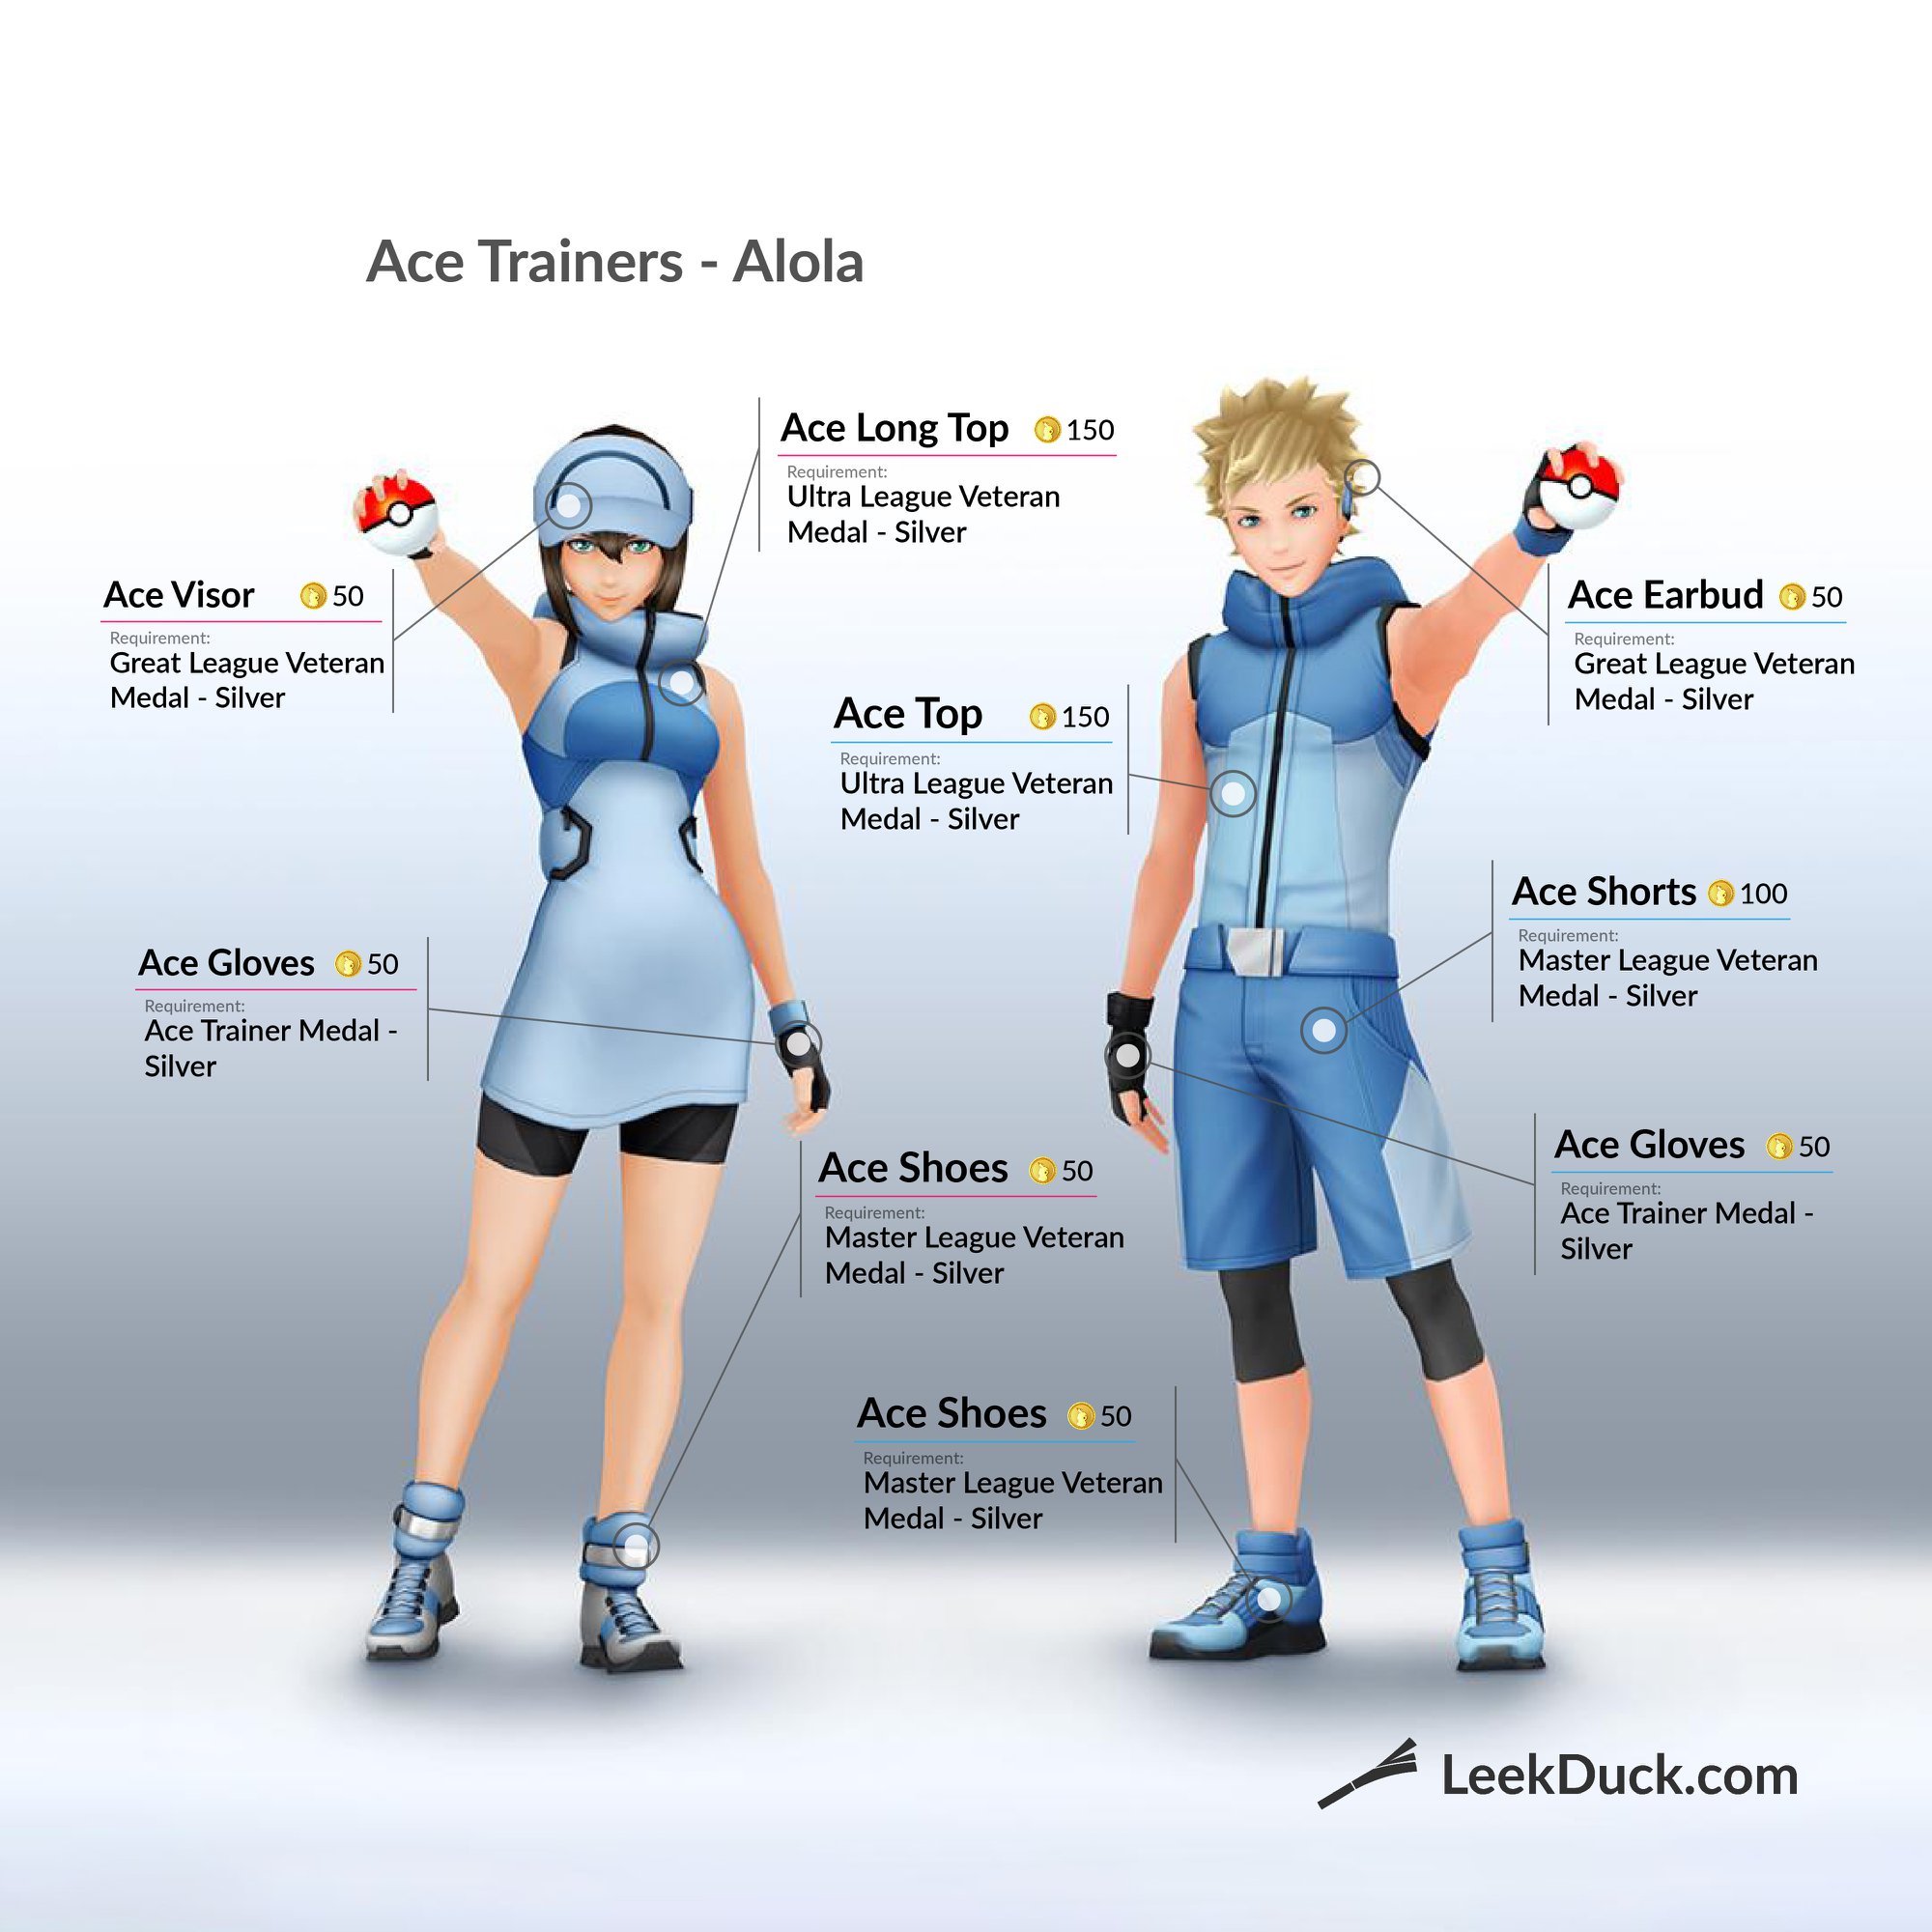 Ace Trainers - Alola
Ace Long Top 150
Requirement:
Ultra League Veteran
Medal - Silver
Ace Visor 50
Requirement:
Great League Veteran
Medal - Silver
Ace Earbud 50
Requirement:
Great League Veteran
Medal - Silver
Ace Top 150
Requirement:
Ultra League Veteran
Medal - Silver
Ace Shorts 100
Requirement:
Master League Veteran
Medal - Silver
Ace Gloves 50
Requirement:
Ace Trainer Medal -
Silver
Ace Gloves 50
Requirement:
Ace Trainer Medal -
Silver
Ace Shoes 50
Requirement:
Master League Veteran
Medal - Silver
Ace Shoes 50
Requirement:
Master League Veteran
Medal - Silver
LeekDuck.com